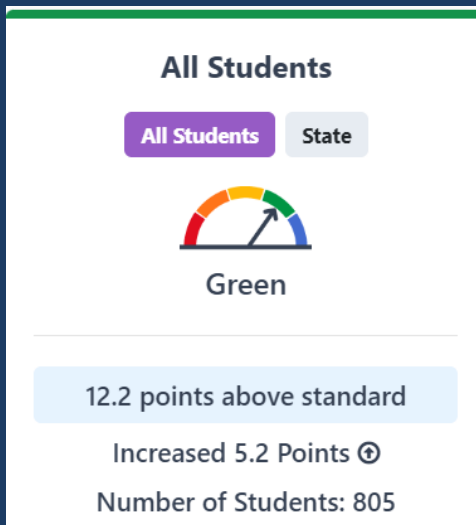 All Students
All Students State
Green
12.2 points above standard
Increased 5.2 Points
Number of Students: 805